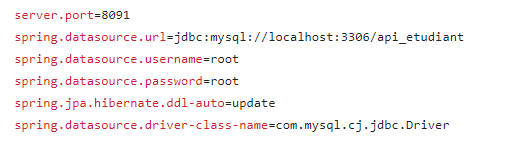 server.port=8091
spring.datasource.url=jdbc:mysql://localhost:3306/api_etudiant
spring.datasource.username=root
spring.datasource.password=root
spring.jpa.hibernate.ddl-auto=update
spring.datasource.driver-class-name=com.mysql.cj.jdbc.Driver